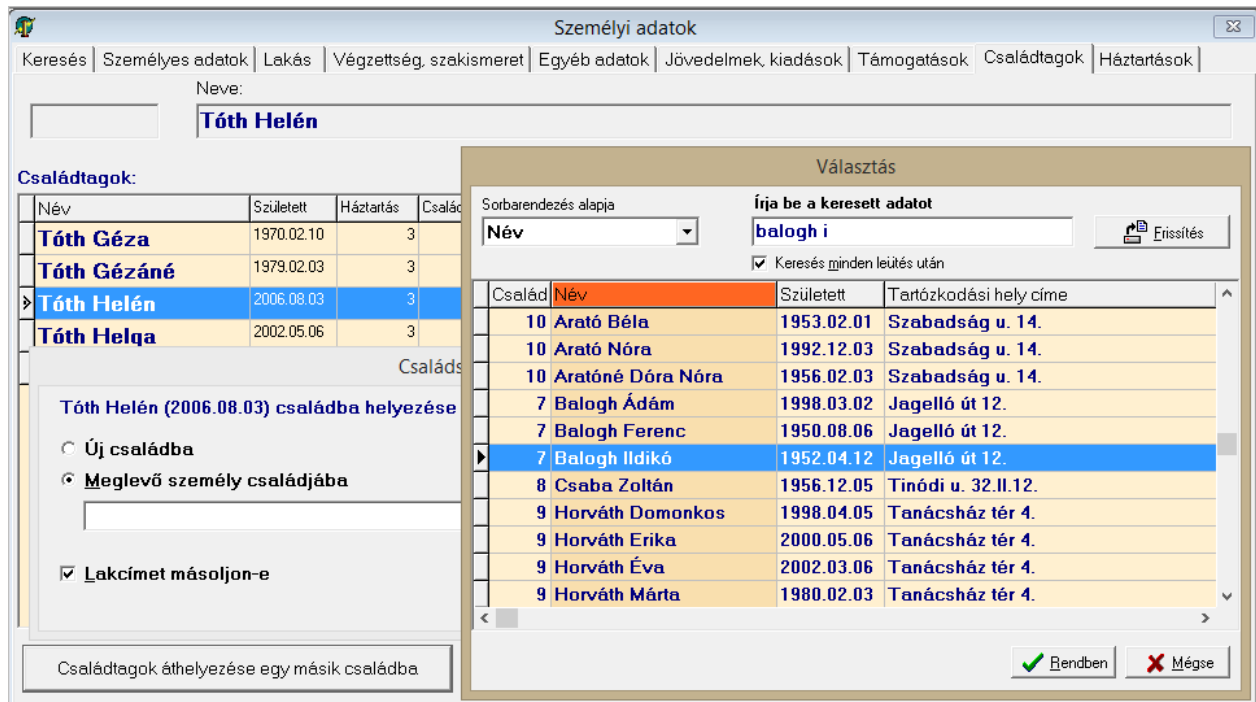 Személyi adatok
Keresés Személyes adatok Lakás Végzettség, szakismeret Egyéb adatok Jövedelmek, kiadások Támogatások Családtagok Háztartások
Neve:
Tóth Helén
Családtagok:
Név Született Háztartás
Tóth Géza 1970.02.10 3
Tóth Gézáné 1979.02.03 3
Tóth Helén 2006.08.03 3
Tóth Helga 2002.05.06 3
Tóth Helén (2006.08.03) családba helyezése
Új családba
Meglevő személy családjába
Lakcímet másoljon-e
Családtagok áthelyezése egy másik családba
Választás
Sorbarendezés alapja Írja be a keresett adatot
Név balogh i Frissítés
Keresés minden leütés után
Család Név Született Tartózkodási hely címe
10 Arató Béla 1953.02.01 Szabadság u. 14.
10 Arató Nóra 1992.12.03 Szabadság u. 14.
10 Aratóné Dóra Nóra 1956.02.03 Szabadság u. 14.
7 Balogh Ádám 1998.03.02 Jagelló út 12.
7 Balogh Ferenc 1950.08.06 Jagelló út 12.
7 Balogh Ildikó 1952.04.12 Jagelló út 12.
8 Csaba Zoltán 1956.12.05 Tinódi u. 32.II.12.
9 Horváth Domonkos 1998.04.05 Tanácsház tér 4.
9 Horváth Erika 2000.05.06 Tanácsház tér 4.
9 Horváth Éva 2002.03.06 Tanácsház tér 4.
9 Horváth Márta 1980.02.03 Tanácsház tér 4.
Rendben Mégse